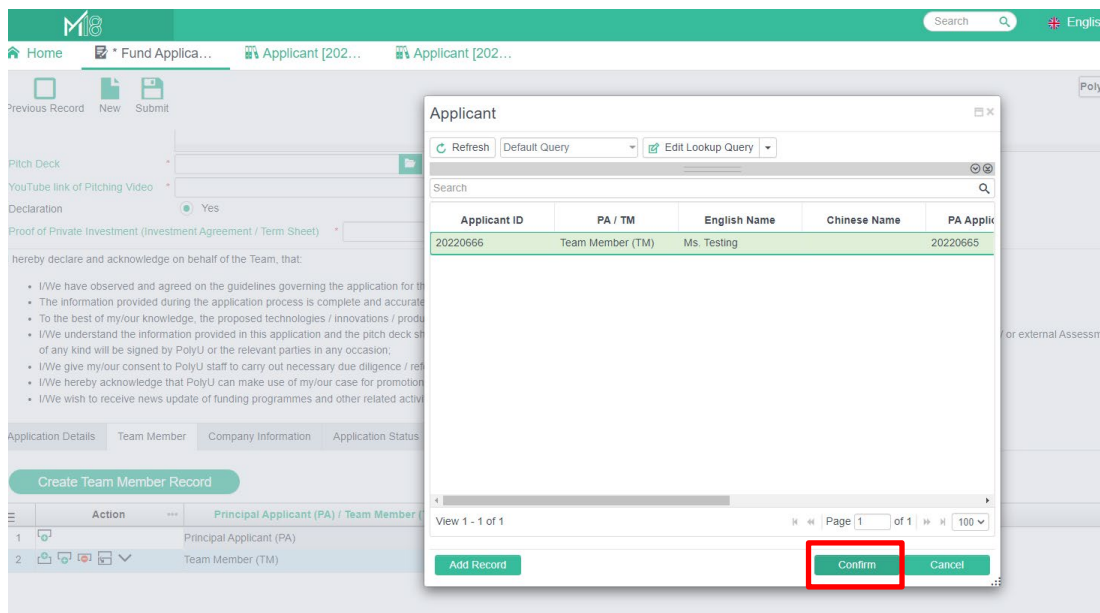 M18
Search
Englis
Home
* Fund Applica...
Applicant [202...
Applicant [202...
Previous Record
New
Submit
Poly
Pitch Deck *
YouTube link of Pitching Video *
Declaration
Yes
Proof of Private Investment (Investment Agreement / Term Sheet) *
hereby declare and acknowledge on behalf of the Team, that:
• I/We have observed and agreed on the guidelines governing the application for th
• The information provided during the application process is complete and accurate
• To the best of my/our knowledge, the proposed technologies / innovations / produ
• I/We understand the information provided in this application and the pitch deck sh
/ or external Assessm
of any kind will be signed by PolyU or the relevant parties in any occasion;
• I/We give my/our consent to PolyU staff to carry out necessary due diligence / ref
• I/We hereby acknowledge that PolyU can make use of my/our case for promotion
• I/We wish to receive news update of funding programmes and other related activi
Application Details
Team Member
Company Information
Application Status
Create Team Member Record
Action
Principal Applicant (PA) / Team Member (
1
Principal Applicant (PA)
2
Team Member (TM)
Applicant
Refresh
Default Query
Edit Lookup Query
Search
Applicant ID
PA / TM
English Name
Chinese Name
PA Applic
20220666
Team Member (TM)
Ms. Testing
20220665
View 1 - 1 of 1
Page 1 of 1
100
Add Record
Confirm
Cancel